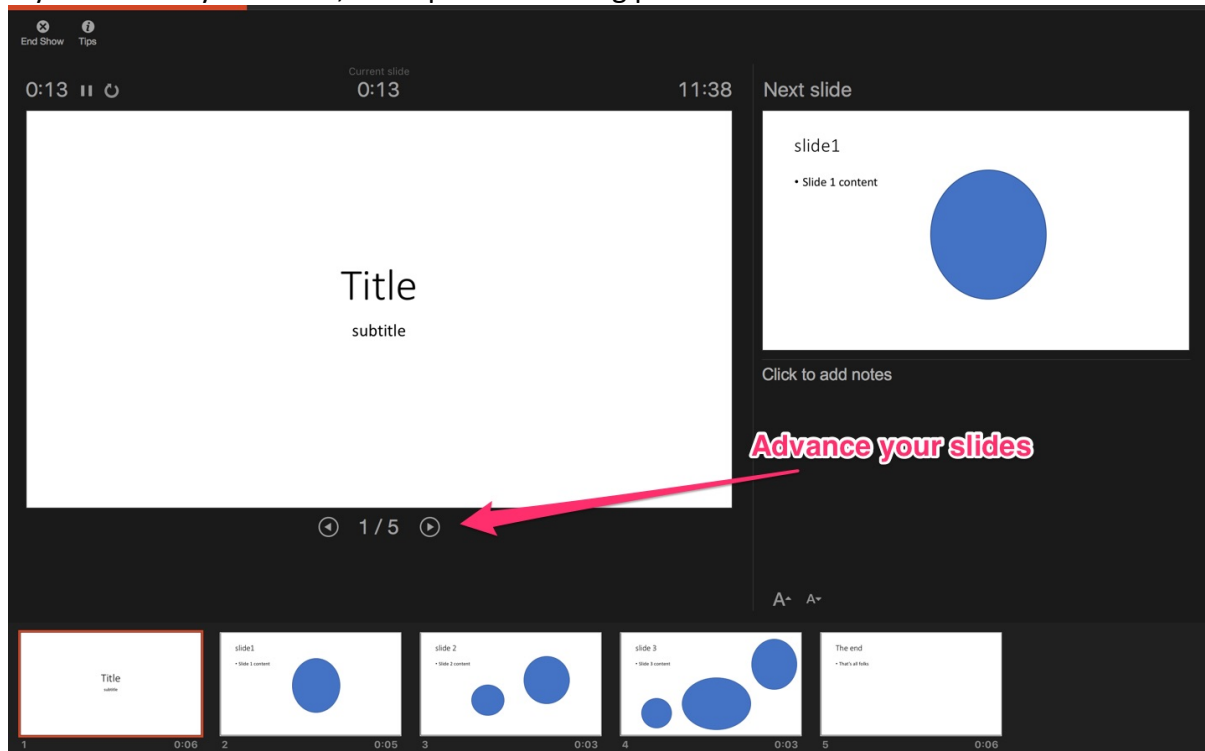 End Show Tips
Current slide
0:13 0:13 11:38
Title
subtitle
1 / 5
Next slide
slide1
• Slide 1 content
Click to add notes
Advance your slides
A A
Title
subtitle
1 0:06
slide1
• Slide 1 content
2 0:05
slide 2
• Slide 2 content
3 0:03
slide 3
• Slide 3 content
4 0:03
The end
• That's all folks
5 0:06